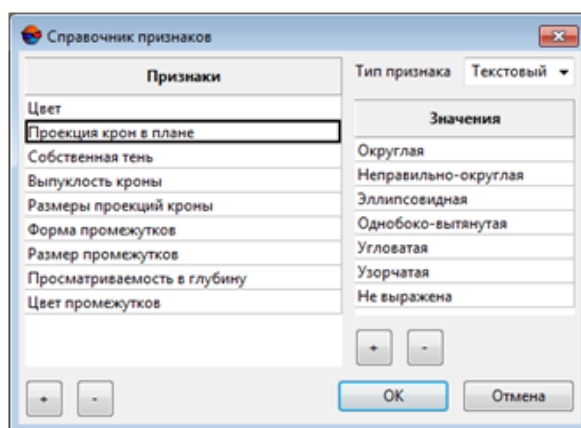 Справочник признаков
Признаки
Цвет
Проекция крон в плане
Собственная тень
Выпуклость кроны
Размеры проекций кроны
Форма промежутков
Размер промежутков
Просматриваемость в глубину
Цвет промежутков
+ -
Тип признака Текстовый
Значения
Округлая
Неправильно-округлая
Эллипсовидная
Однобоко-вытянутая
Угловатая
Узорчатая
Не выражена
+ -
ОК Отмена